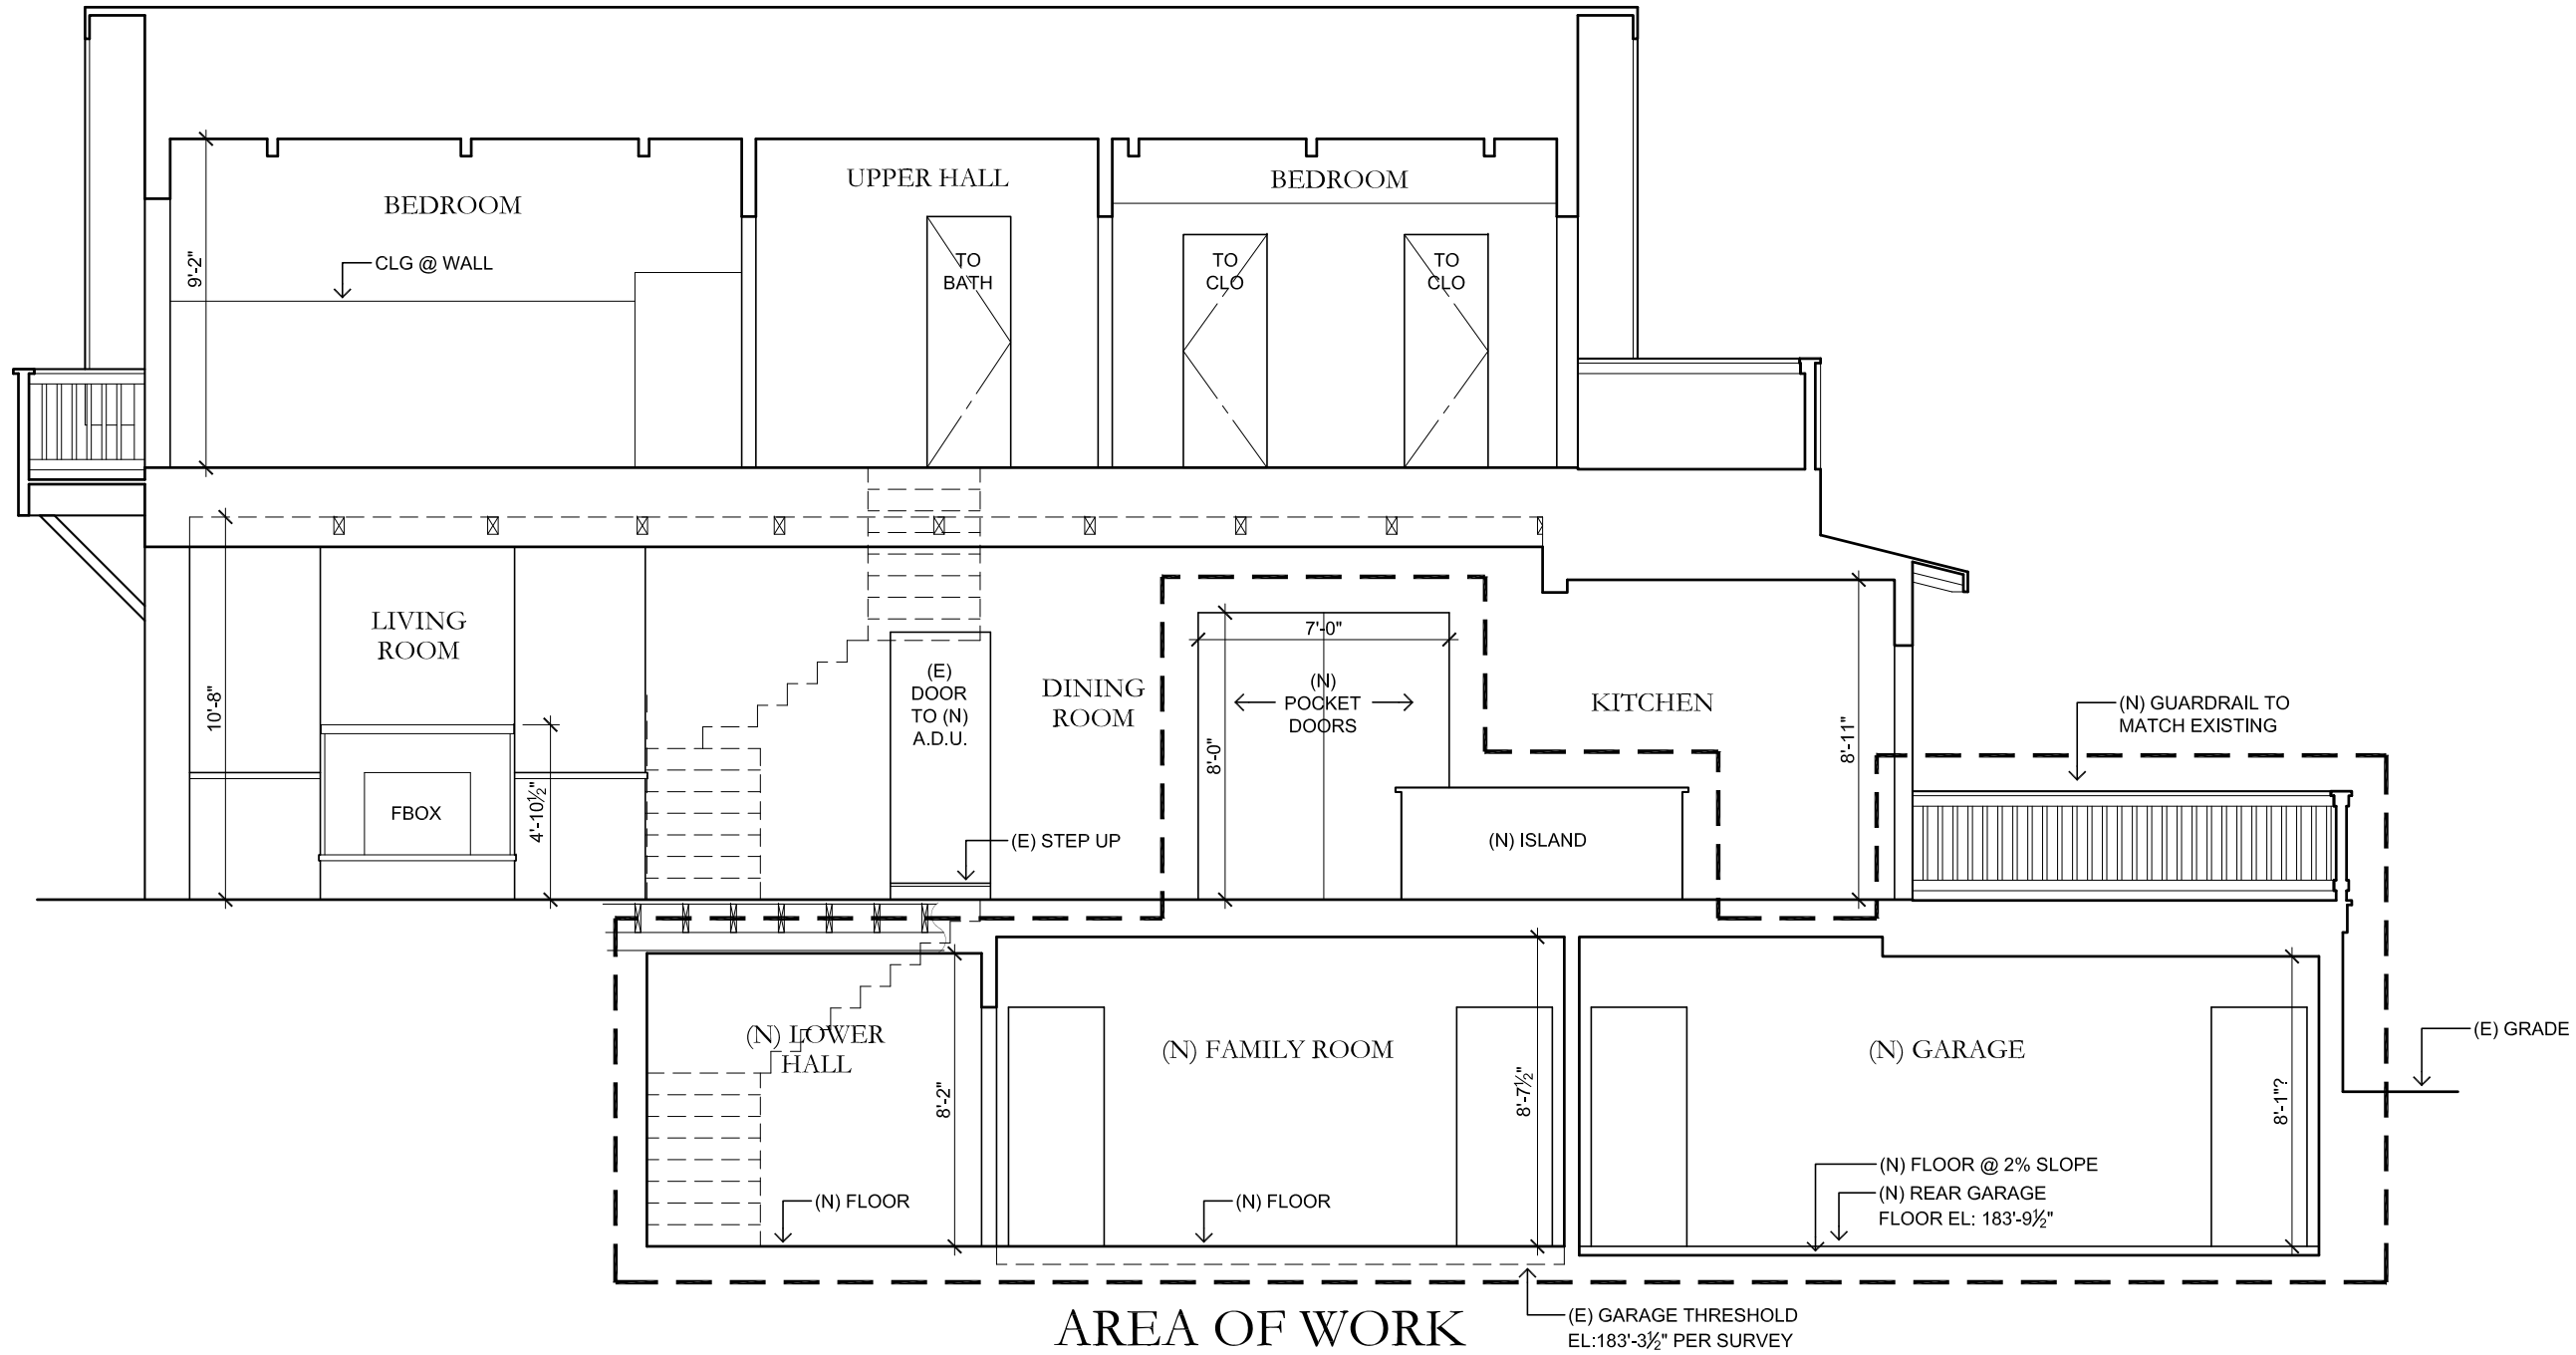 UPPER HALL
BEDROOM
BEDROOM
9'-2"
CLG @ WALL
TO
BATH
TO
CLO
TO
CLO
LIVING
ROOM
7'-0"
(E)
DOOR
TO (N)
A.D.U.
DINING
ROOM
(N)
POCKET
DOORS
KITCHEN
(N) GUARDRAIL TO
MATCH EXISTING
10'-8"
8'-0"
8'-11"
FBOX
4'-10½"
(E) STEP UP
(N) ISLAND
(N) LOWER
HALL
(N) FAMILY ROOM
(N) GARAGE
(E) GRADE
8'-2"
8'-7½"
8'-1"?
(N) FLOOR @ 2% SLOPE
(N) FLOOR
(N) FLOOR
(N) REAR GARAGE
FLOOR EL: 183'-9½"
AREA OF WORK
(E) GARAGE THRESHOLD
EL:183'-3½" PER SURVEY